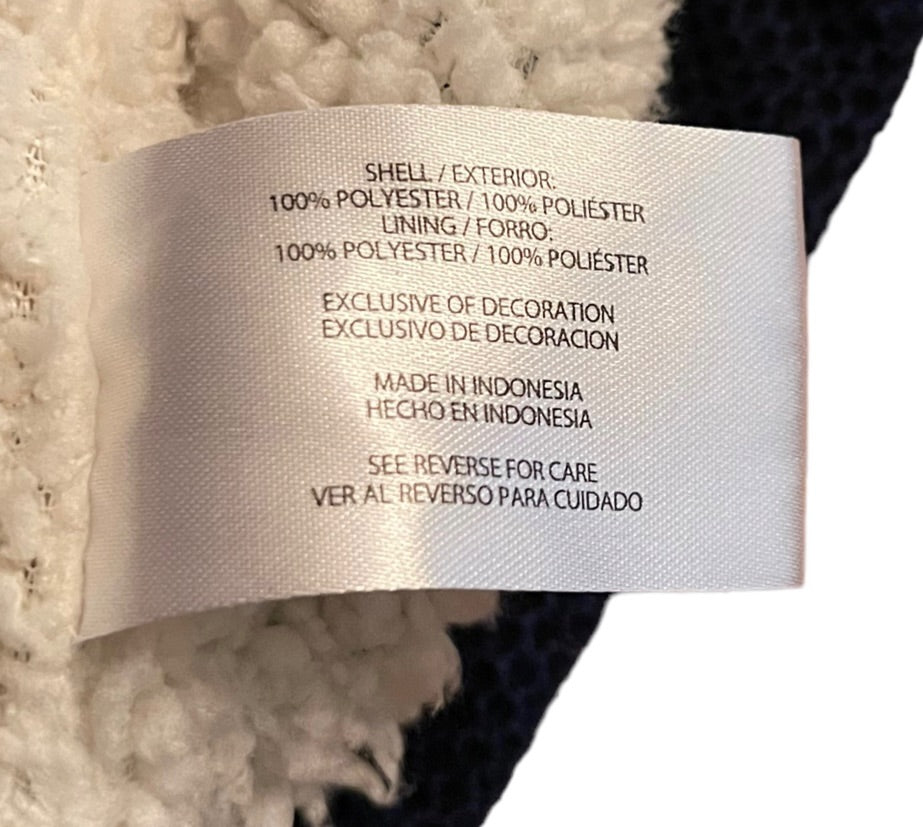 SHELL / EXTERIOR:
100% POLYESTER / 100% POLIÉSTER
LINING / FORRO:
100% POLYESTER / 100% POLIÉSTER
EXCLUSIVE OF DECORATION
EXCLUSIVO DE DECORACION
MADE IN INDONESIA
HECHO EN INDONESIA
SEE REVERSE FOR CARE
VER AL REVERSO PARA CUIDADO